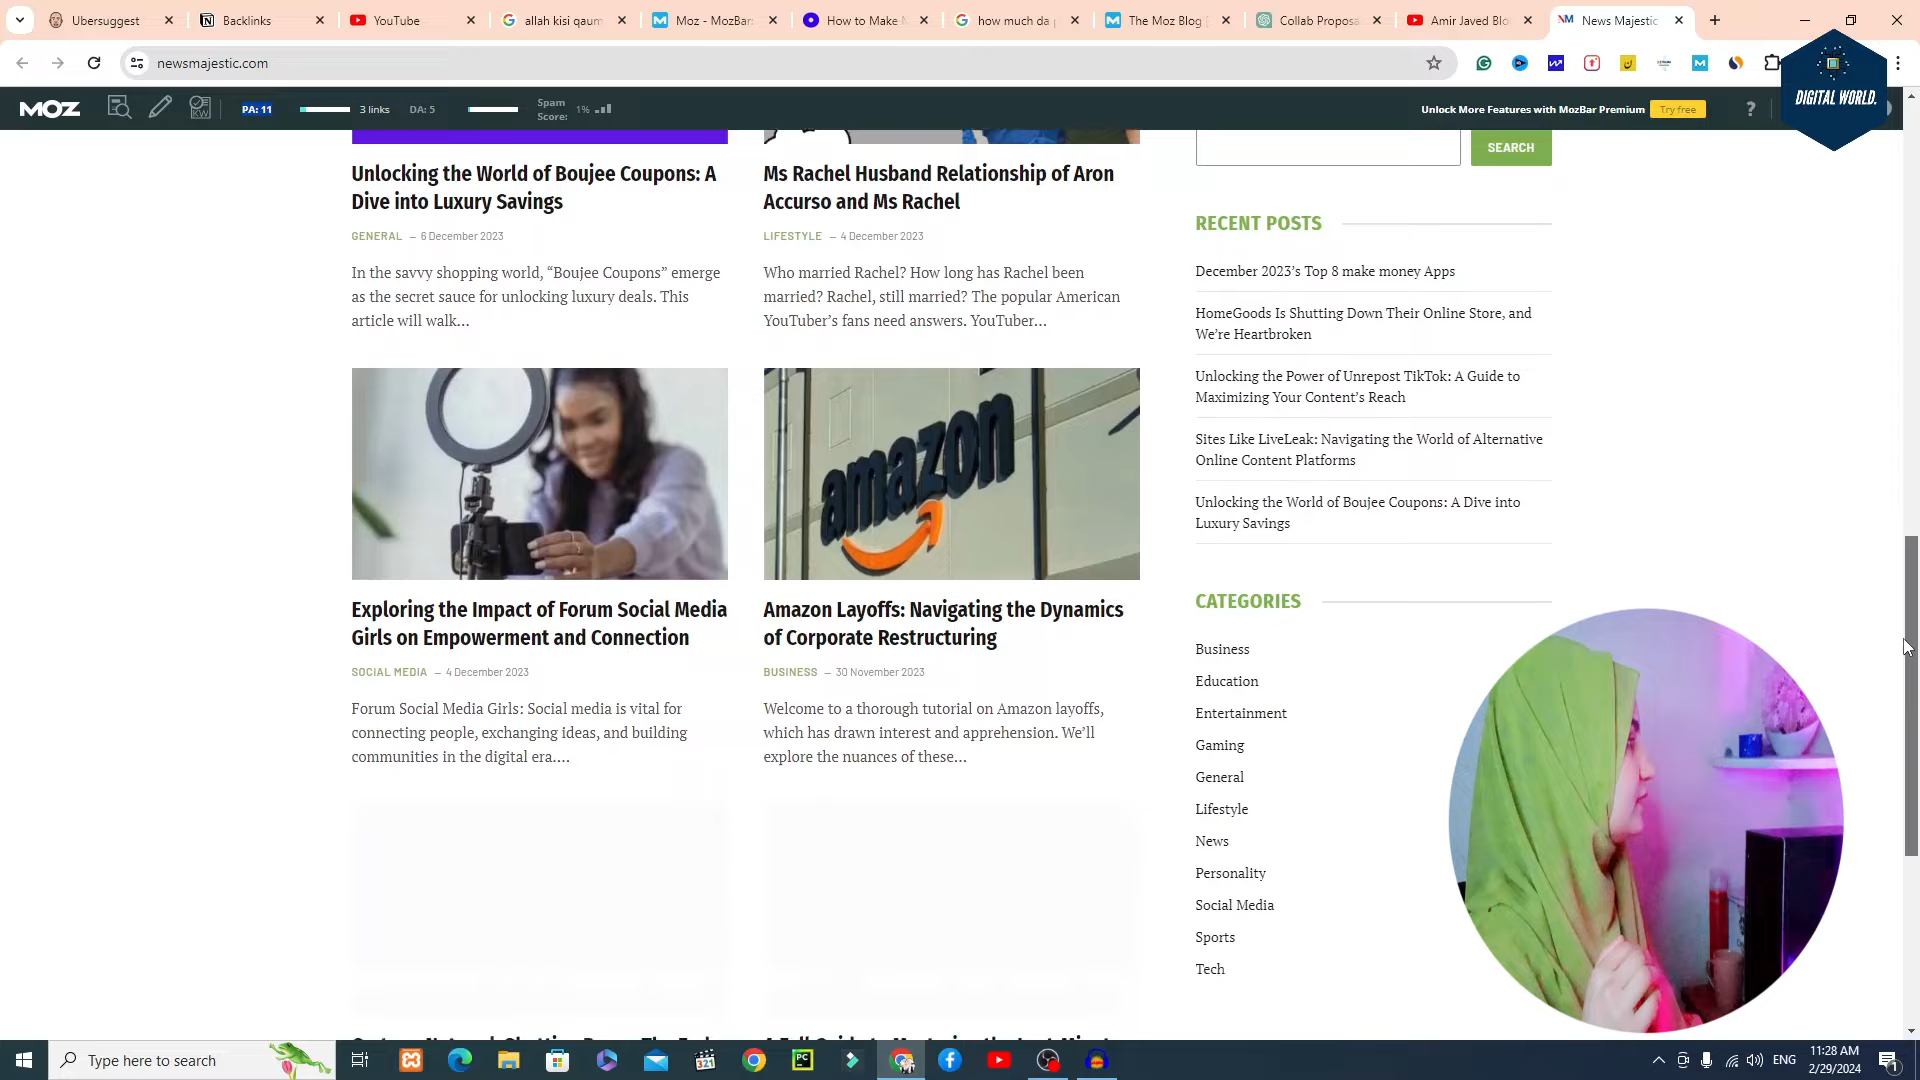 Ubersuggest
Backlinks
YouTube
allah kisi qaum
Moz - MozBar
How to Make
how much da
The Moz Blog
Collab Proposa
Amir Javed Blo
News Majestic
newsmajestic.com
DIGITAL WORLD.
MOZ
PA: 11
3 links
DA: 5
Spam
Score:
1%
Unlock More Features with MozBar Premium
Try free
Unlocking the World of Boujee Coupons: A
Dive into Luxury Savings
GENERAL — 6 December 2023
In the savvy shopping world, “Boujee Coupons” emerge
as the secret sauce for unlocking luxury deals. This
article will walk…
Ms Rachel Husband Relationship of Aron
Accurso and Ms Rachel
LIFESTYLE — 4 December 2023
Who married Rachel? How long has Rachel been
married? Rachel, still married? The popular American
YouTuber’s fans need answers. YouTuber…
amazon
Exploring the Impact of Forum Social Media
Girls on Empowerment and Connection
SOCIAL MEDIA — 4 December 2023
Forum Social Media Girls: Social media is vital for
connecting people, exchanging ideas, and building
communities in the digital era.…
Amazon Layoffs: Navigating the Dynamics
of Corporate Restructuring
BUSINESS — 30 November 2023
Welcome to a thorough tutorial on Amazon layoffs,
which has drawn interest and apprehension. We’ll
explore the nuances of these…
SEARCH
RECENT POSTS
December 2023’s Top 8 make money Apps
HomeGoods Is Shutting Down Their Online Store, and
We’re Heartbroken
Unlocking the Power of Unrepost TikTok: A Guide to
Maximizing Your Content’s Reach
Sites Like LiveLeak: Navigating the World of Alternative
Online Content Platforms
Unlocking the World of Boujee Coupons: A Dive into
Luxury Savings
CATEGORIES
Business
Education
Entertainment
Gaming
General
Lifestyle
News
Personality
Social Media
Sports
Tech
Type here to search
ENG
11:28 AM
2/29/2024